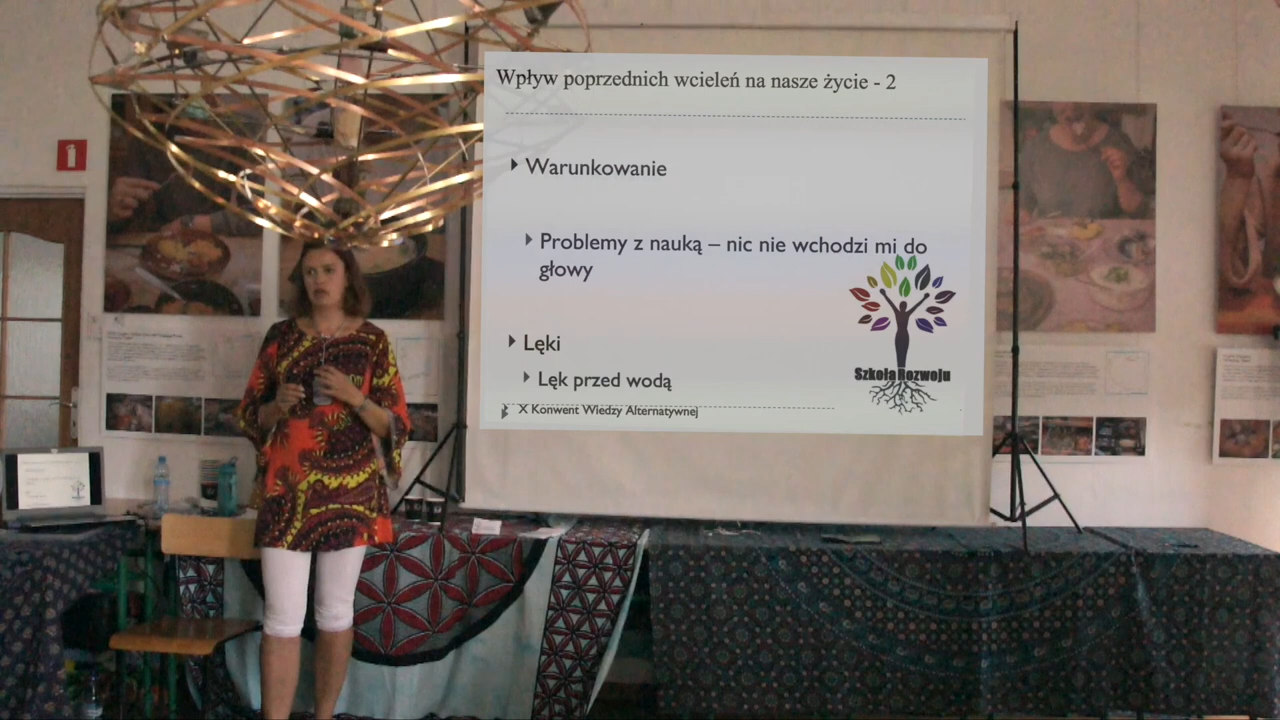 Wpływ poprzednich wcieleń na nasze życie - 2
Warunkowanie
Problemy z nauką – nic nie wchodzi mi do
głowy
Lęki
Lęk przed wodą
X Konwent Wiedzy Alternatywnej
Szkoła Rozwoju